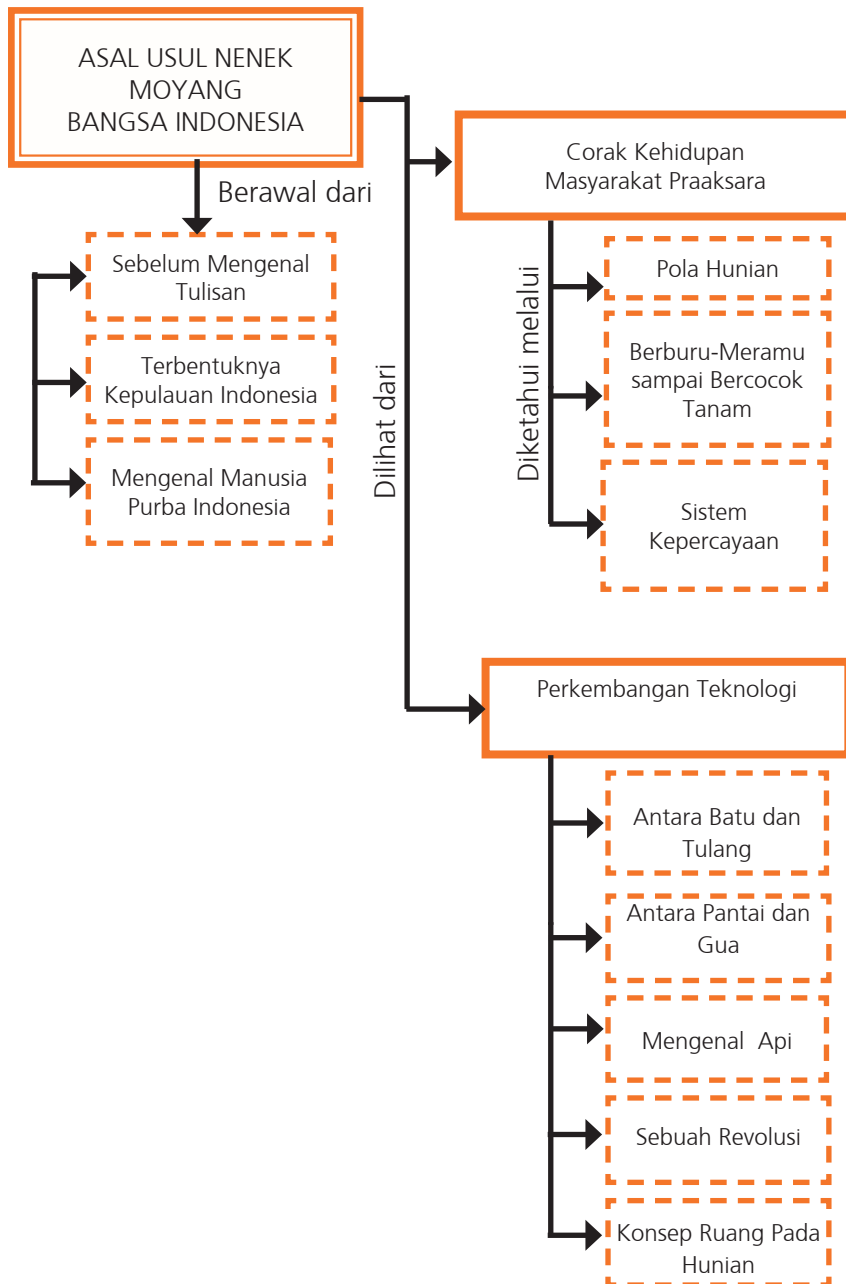 ASAL USUL NENEK
MOYANG
BANGSA INDONESIA
Berawal dari
Sebelum Mengenal
Tulisan
Terbentuknya
Kepulauan Indonesia
Mengenal Manusia
Purba Indonesia
Dilihat dari
Corak Kehidupan
Masyarakat Praaksara
Diketahui melalui
Pola Hunian
Berburu-Meramu
sampai Bercocok
Tanam
Sistem
Kepercayaan
Perkembangan Teknologi
Antara Batu dan
Tulang
Antara Pantai dan
Gua
Mengenal Api
Sebuah Revolusi
Konsep Ruang Pada
Hunian